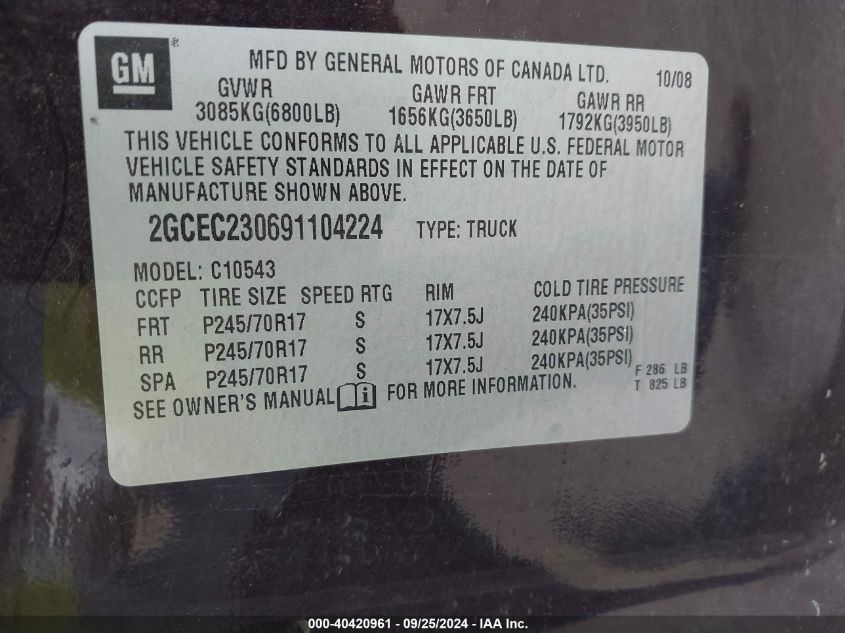 GM ®
MFD BY GENERAL MOTORS OF CANADA LTD. 10/08
GVWR GAWR FRT GAWR RR
3085KG(6800LB) 1656KG(3650LB) 1792KG(3950LB)
THIS VEHICLE CONFORMS TO ALL APPLICABLE U.S. FEDERAL MOTOR
VEHICLE SAFETY STANDARDS IN EFFECT ON THE DATE OF
MANUFACTURE SHOWN ABOVE.
2GCEC230691104224 TYPE: TRUCK
MODEL: C10543
CCFP TIRE SIZE SPEED RTG RIM COLD TIRE PRESSURE
FRT P245/70R17 S 17X7.5J 240KPA(35PSI)
RR P245/70R17 S 17X7.5J 240KPA(35PSI)
SPA P245/70R17 S 17X7.5J 240KPA(35PSI) F 286 LB
T 825 LB
SEE OWNER'S MANUAL i FOR MORE INFORMATION.
000-40420961 - 09/25/2024 - IAA Inc.